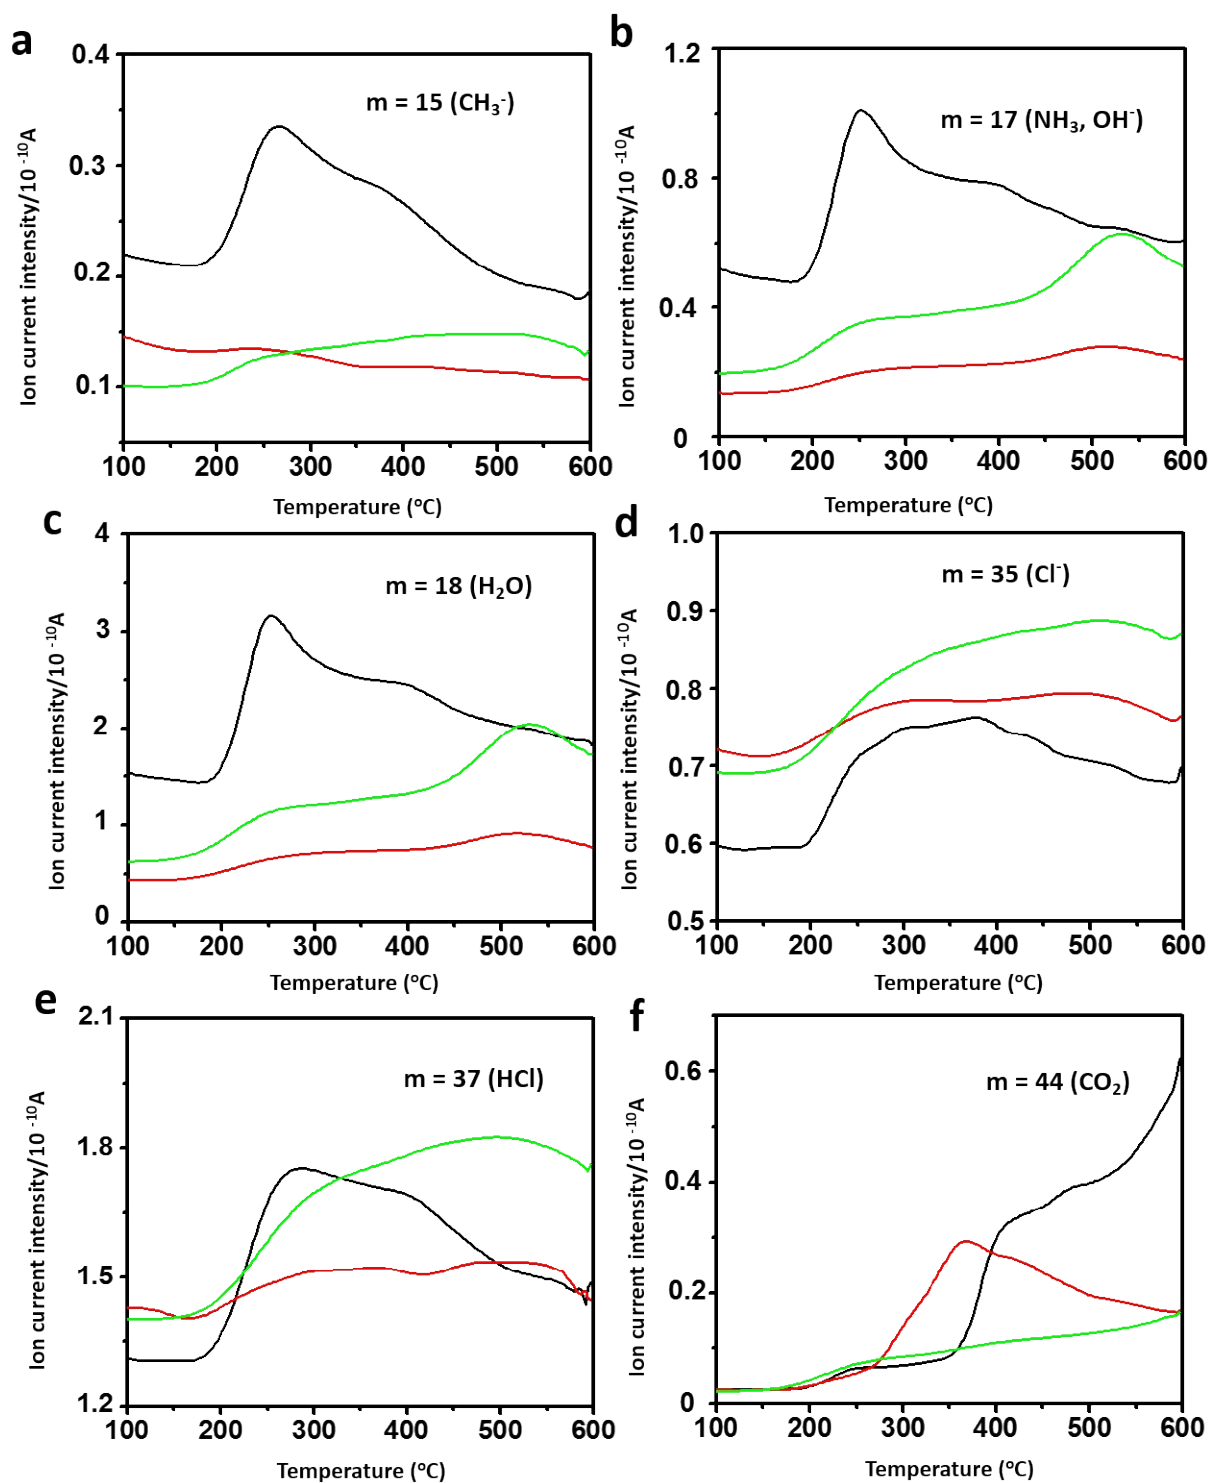 a
0.4
0.3
0.2
0.1
100 200 300 400 500 600
m = 15 (CH₃⁻)
Ion current intensity/10 ⁻¹⁰A
Temperature (°C)
b
1.2
0.8
0.4
0
100 200 300 400 500 600
m = 17 (NH₃, OH⁻)
Ion current intensity/10 ⁻¹⁰A
Temperature (°C)
c
4
3
2
1
0
100 200 300 400 500 600
m = 18 (H₂O)
Ion current intensity/10 ⁻¹⁰A
Temperature (°C)
d
1.0
0.9
0.8
0.7
0.6
0.5
100 200 300 400 500 600
m = 35 (Cl⁻)
Ion current intensity/10 ⁻¹⁰A
Temperature (°C)
e
2.1
1.8
1.5
1.2
100 200 300 400 500 600
m = 37 (HCl)
Ion current intensity/10 ⁻¹⁰A
Temperature (°C)
f
0.6
0.4
0.2
0
100 200 300 400 500 600
m = 44 (CO₂)
Ion current intensity/10 ⁻¹⁰A
Temperature (°C)